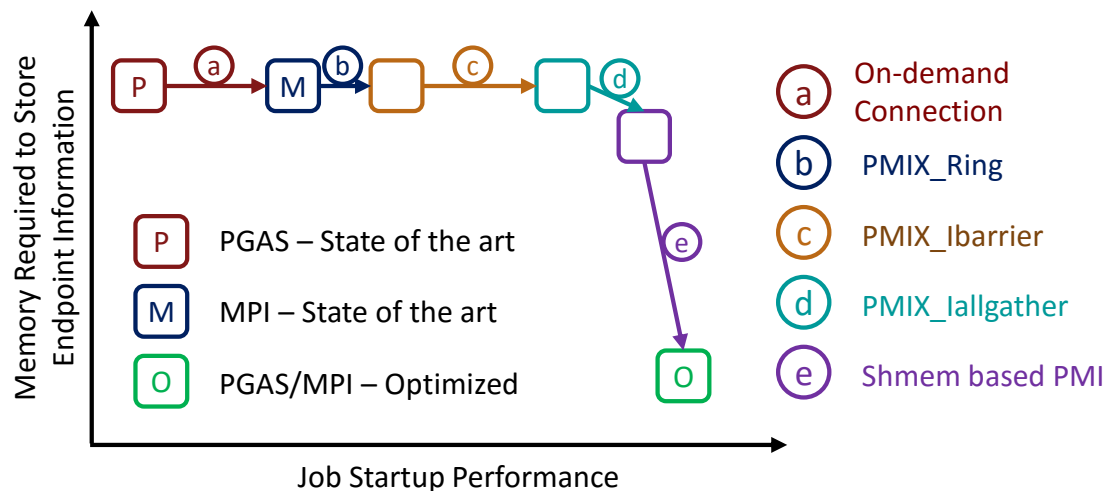 Memory Required to Store
Endpoint Information
P
a
M
b
c
d
e
O
P PGAS – State of the art
M MPI – State of the art
O PGAS/MPI – Optimized
a On-demand
Connection
b PMIX_Ring
c PMIX_Ibarrier
d PMIX_Iallgather
e Shmem based PMI
Job Startup Performance